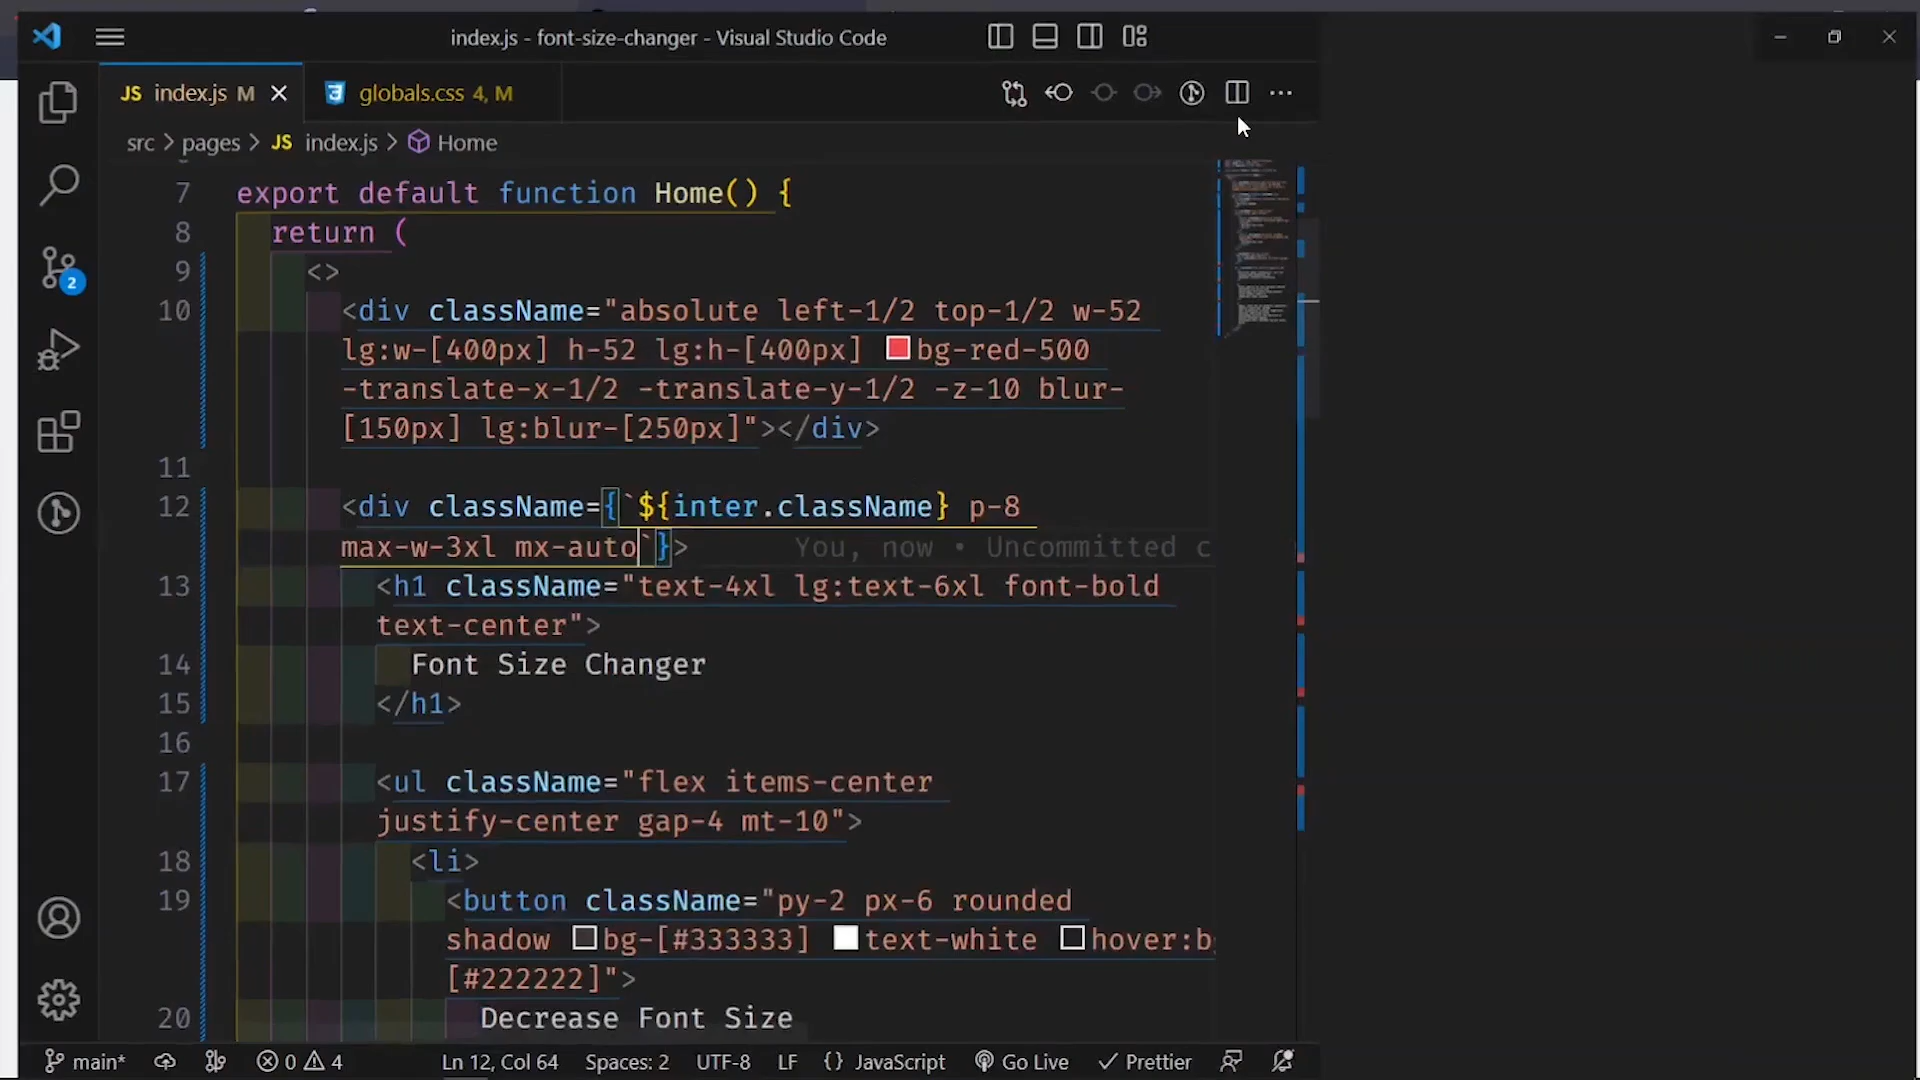 index.js - font-size-changer - Visual Studio Code
JS index.js M
globals.css 4, M
src > pages > JS index.js > Home
7 export default function Home() {
8 return (
9 <>
10 <div className="absolute left-1/2 top-1/2 w-52
lg:w-[400px] h-52 lg:h-[400px] bg-red-500
-translate-x-1/2 -translate-y-1/2 -z-10 blur-
[150px] lg:blur-[250px]"></div>
11
12 <div className={`${inter.className} p-8
max-w-3xl mx-auto`}> You, now • Uncommitted c
13 <h1 className="text-4xl lg:text-6xl font-bold
text-center">
14 Font Size Changer
15 </h1>
16
17 <ul className="flex items-center
justify-center gap-4 mt-10">
18 <li>
19 <button className="py-2 px-6 rounded
shadow bg-[#333333] text-white hover:b
[#222222]">
20 Decrease Font Size
2
main* 0 4 Ln 12, Col 64 Spaces: 2 UTF-8 LF {} JavaScript Go Live Prettier